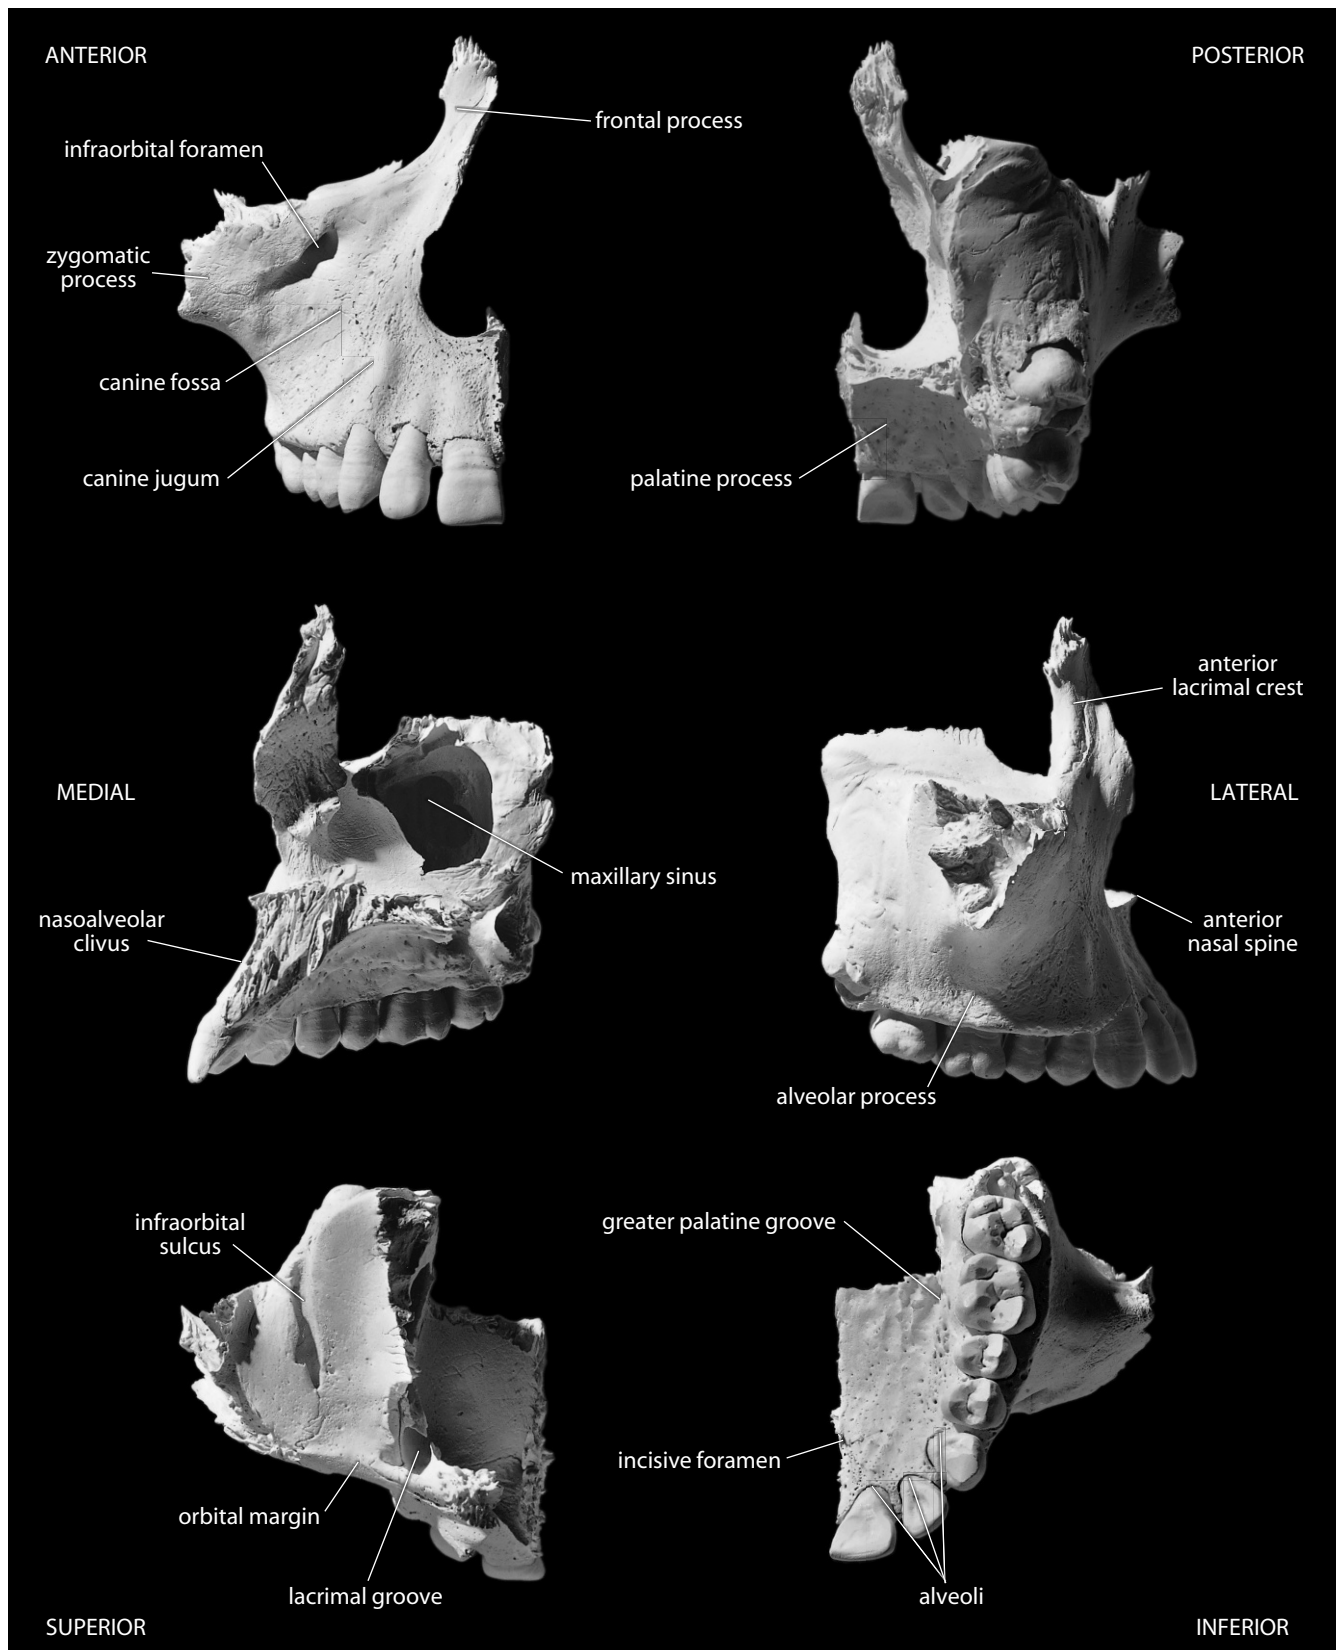 ANTERIOR
POSTERIOR
frontal process
infraorbital foramen
zygomatic
process
canine fossa
canine jugum
palatine process
anterior
lacrimal crest
MEDIAL
LATERAL
maxillary sinus
nasoalveolar
clivus
anterior
nasal spine
alveolar process
infraorbital
sulcus
greater palatine groove
incisive foramen
orbital margin
lacrimal groove
alveoli
SUPERIOR
INFERIOR